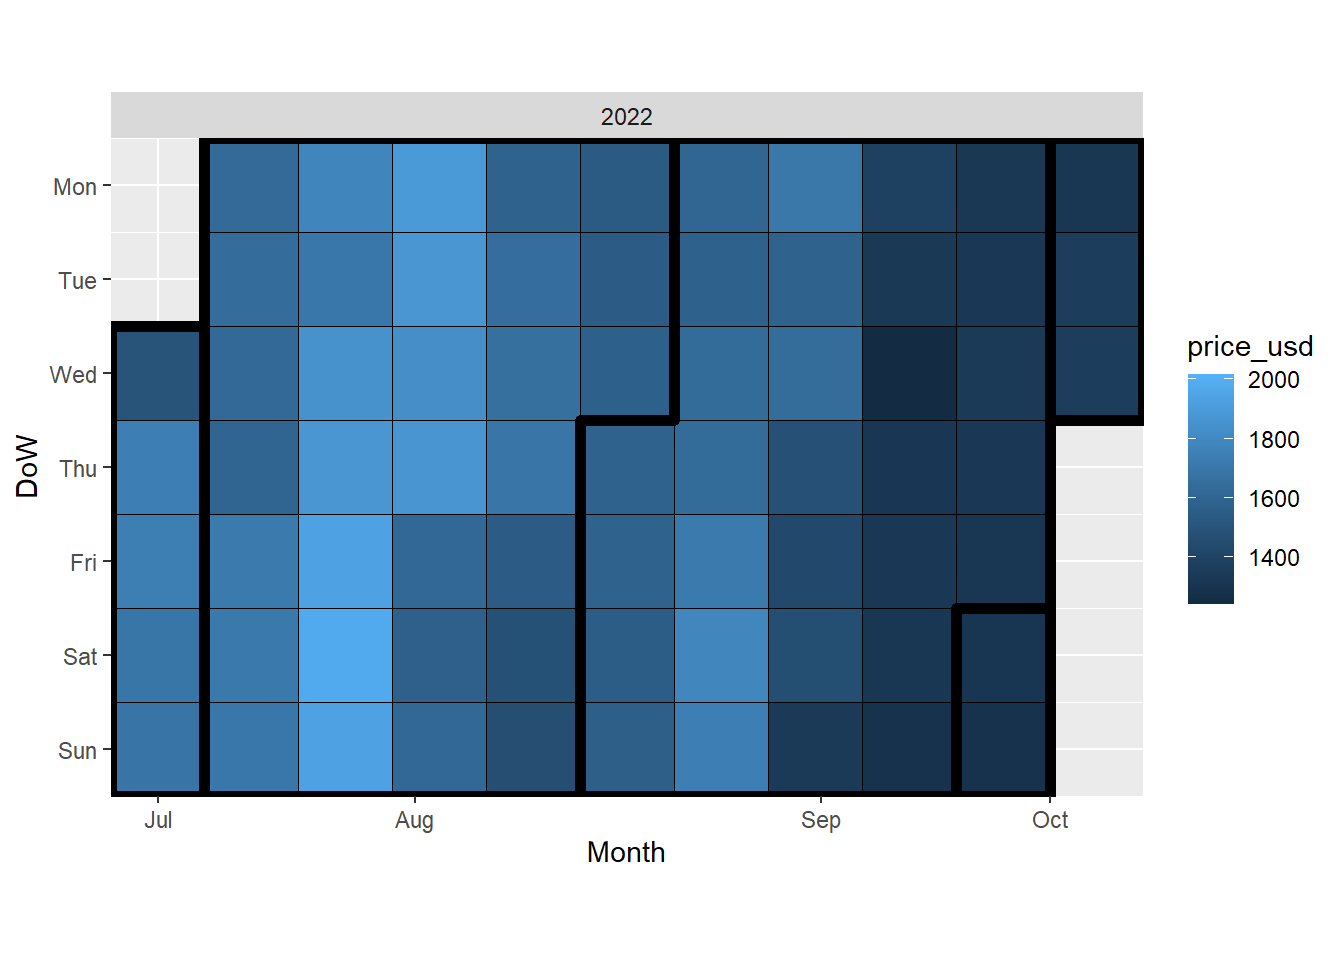 2022
Mon
Tue
Wed
Thu
Fri
Sat
Sun
DoW
Jul
Aug
Sep
Oct
Month
price_usd
2000
1800
1600
1400